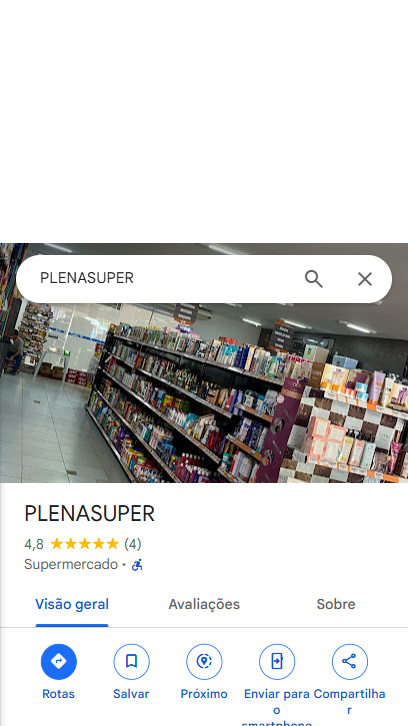 PLENASUPER
PLENASUPER
4,8 (4)
Supermercado ·
Visão geral Avaliações Sobre
Rotas Salvar Próximo Enviar para o smartphone Compartilhar